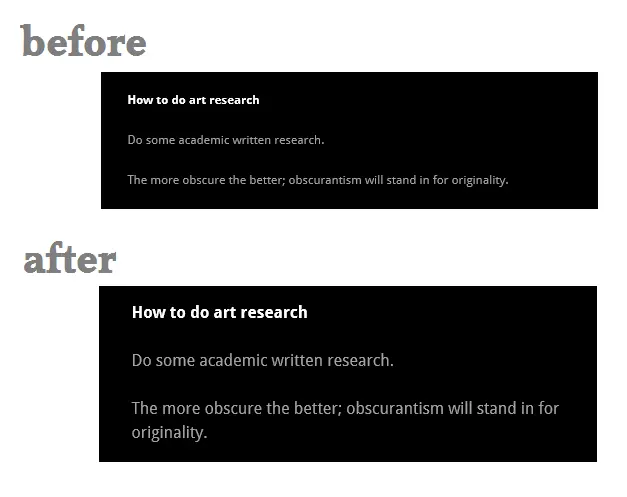 before
How to do art research
Do some academic written research.
The more obscure the better; obscurantism will stand in for originality.
after
How to do art research
Do some academic written research.
The more obscure the better; obscurantism will stand in for
originality.